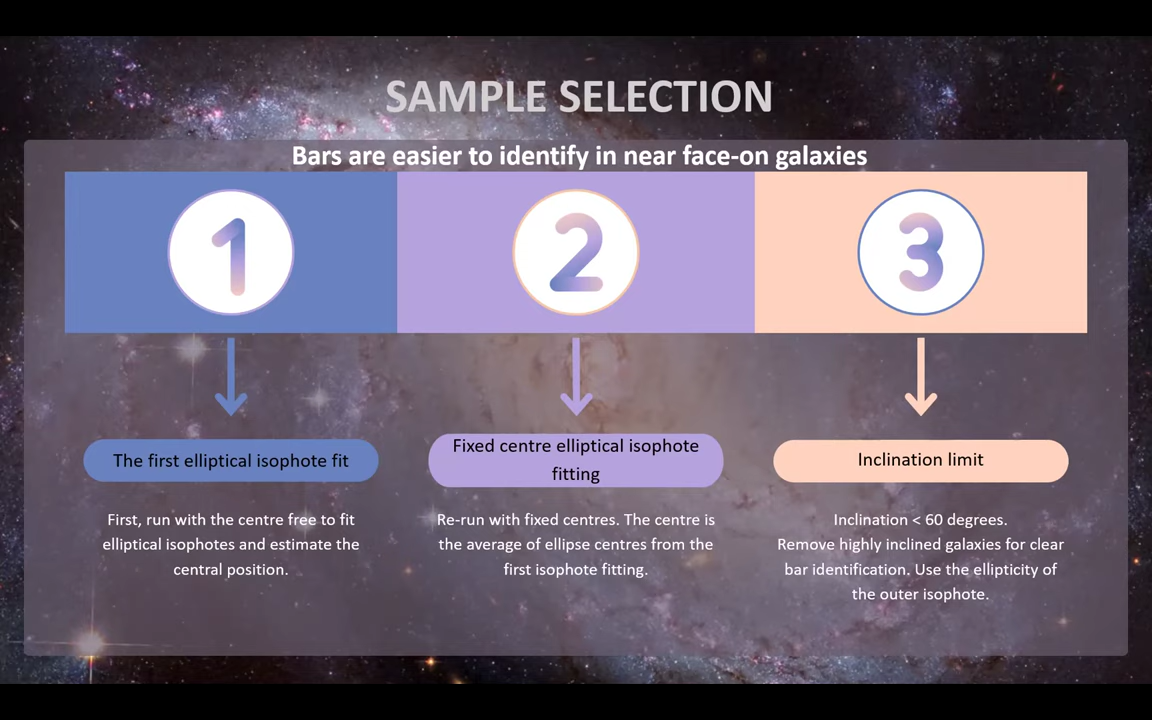 SAMPLE SELECTION
Bars are easier to identify in near face-on galaxies
1
2
3
The first elliptical isophote fit
First, run with the centre free to fit
elliptical isophotes and estimate the
central position.
Fixed centre elliptical isophote
fitting
Re-run with fixed centres. The centre is
the average of ellipse centres from the
first isophote fitting.
Inclination limit
Inclination < 60 degrees.
Remove highly inclined galaxies for clear
bar identification. Use the ellipticity of
the outer isophote.